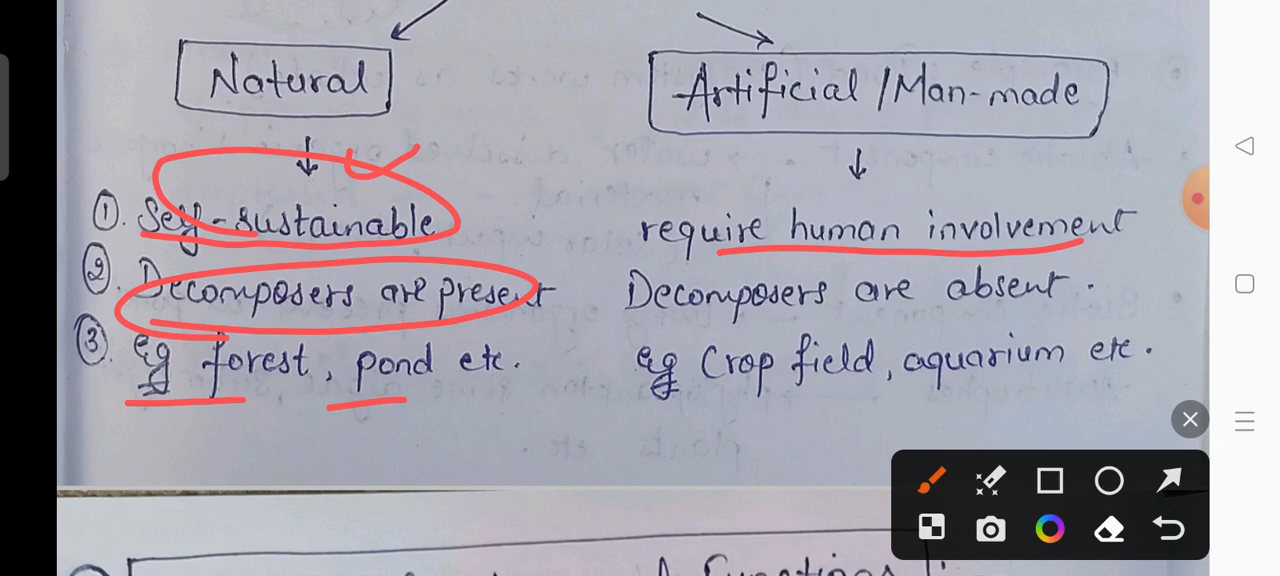 Natural
Artificial / Man-made
①. Self-sustainable
require human involvement
②. Decomposers are present
Decomposers are absent.
③. eg forest, pond etc.
eg Crop field, aquarium etc.
Functions